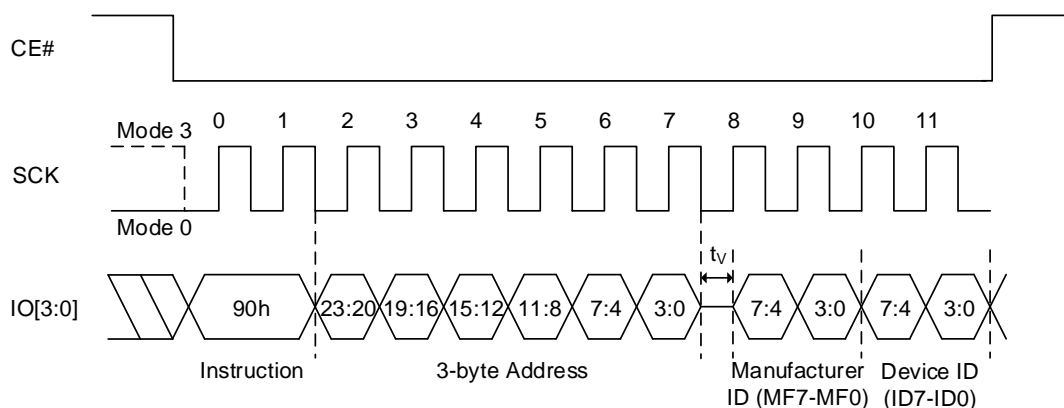 CE#
0 1 2 3 4 5 6 7 8 9 10 11
Mode 3
SCK
Mode 0
tV
IO[3:0] 90h 23:20 19:16 15:12 11:8 7:4 3:0 7:4 3:0 7:4 3:0
Instruction 3-byte Address Manufacturer Device ID
ID (MF7-MF0) (ID7-ID0)